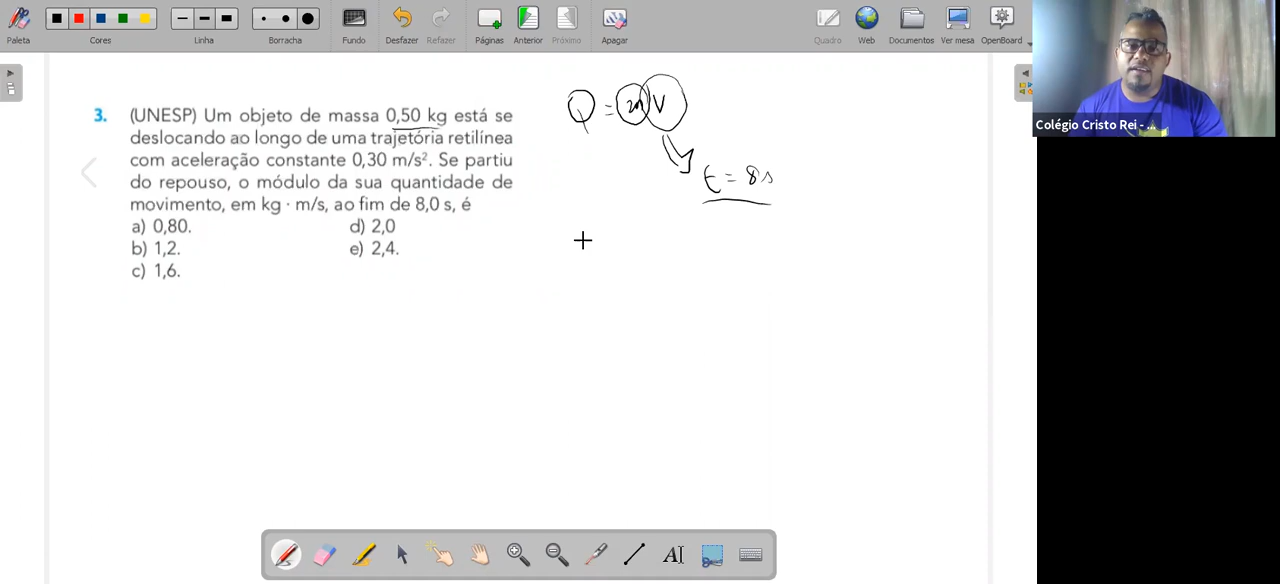 Paleta
Cores
Linha
Borracha
Fundo
Desfazer
Refazer
Páginas
Anterior
Próximo
Apagar
Quadro
Web
Documentos
Ver mesa
OpenBoard
Colégio Cristo Rei - ...
3. (UNESP) Um objeto de massa 0,50 kg está se
deslocando ao longo de uma trajetória retilínea
com aceleração constante 0,30 m/s². Se partiu
do repouso, o módulo da sua quantidade de
movimento, em kg · m/s, ao fim de 8,0 s, é
a) 0,80. d) 2,0
b) 1,2. e) 2,4.
c) 1,6.
Q = m V
t = 8 s
A